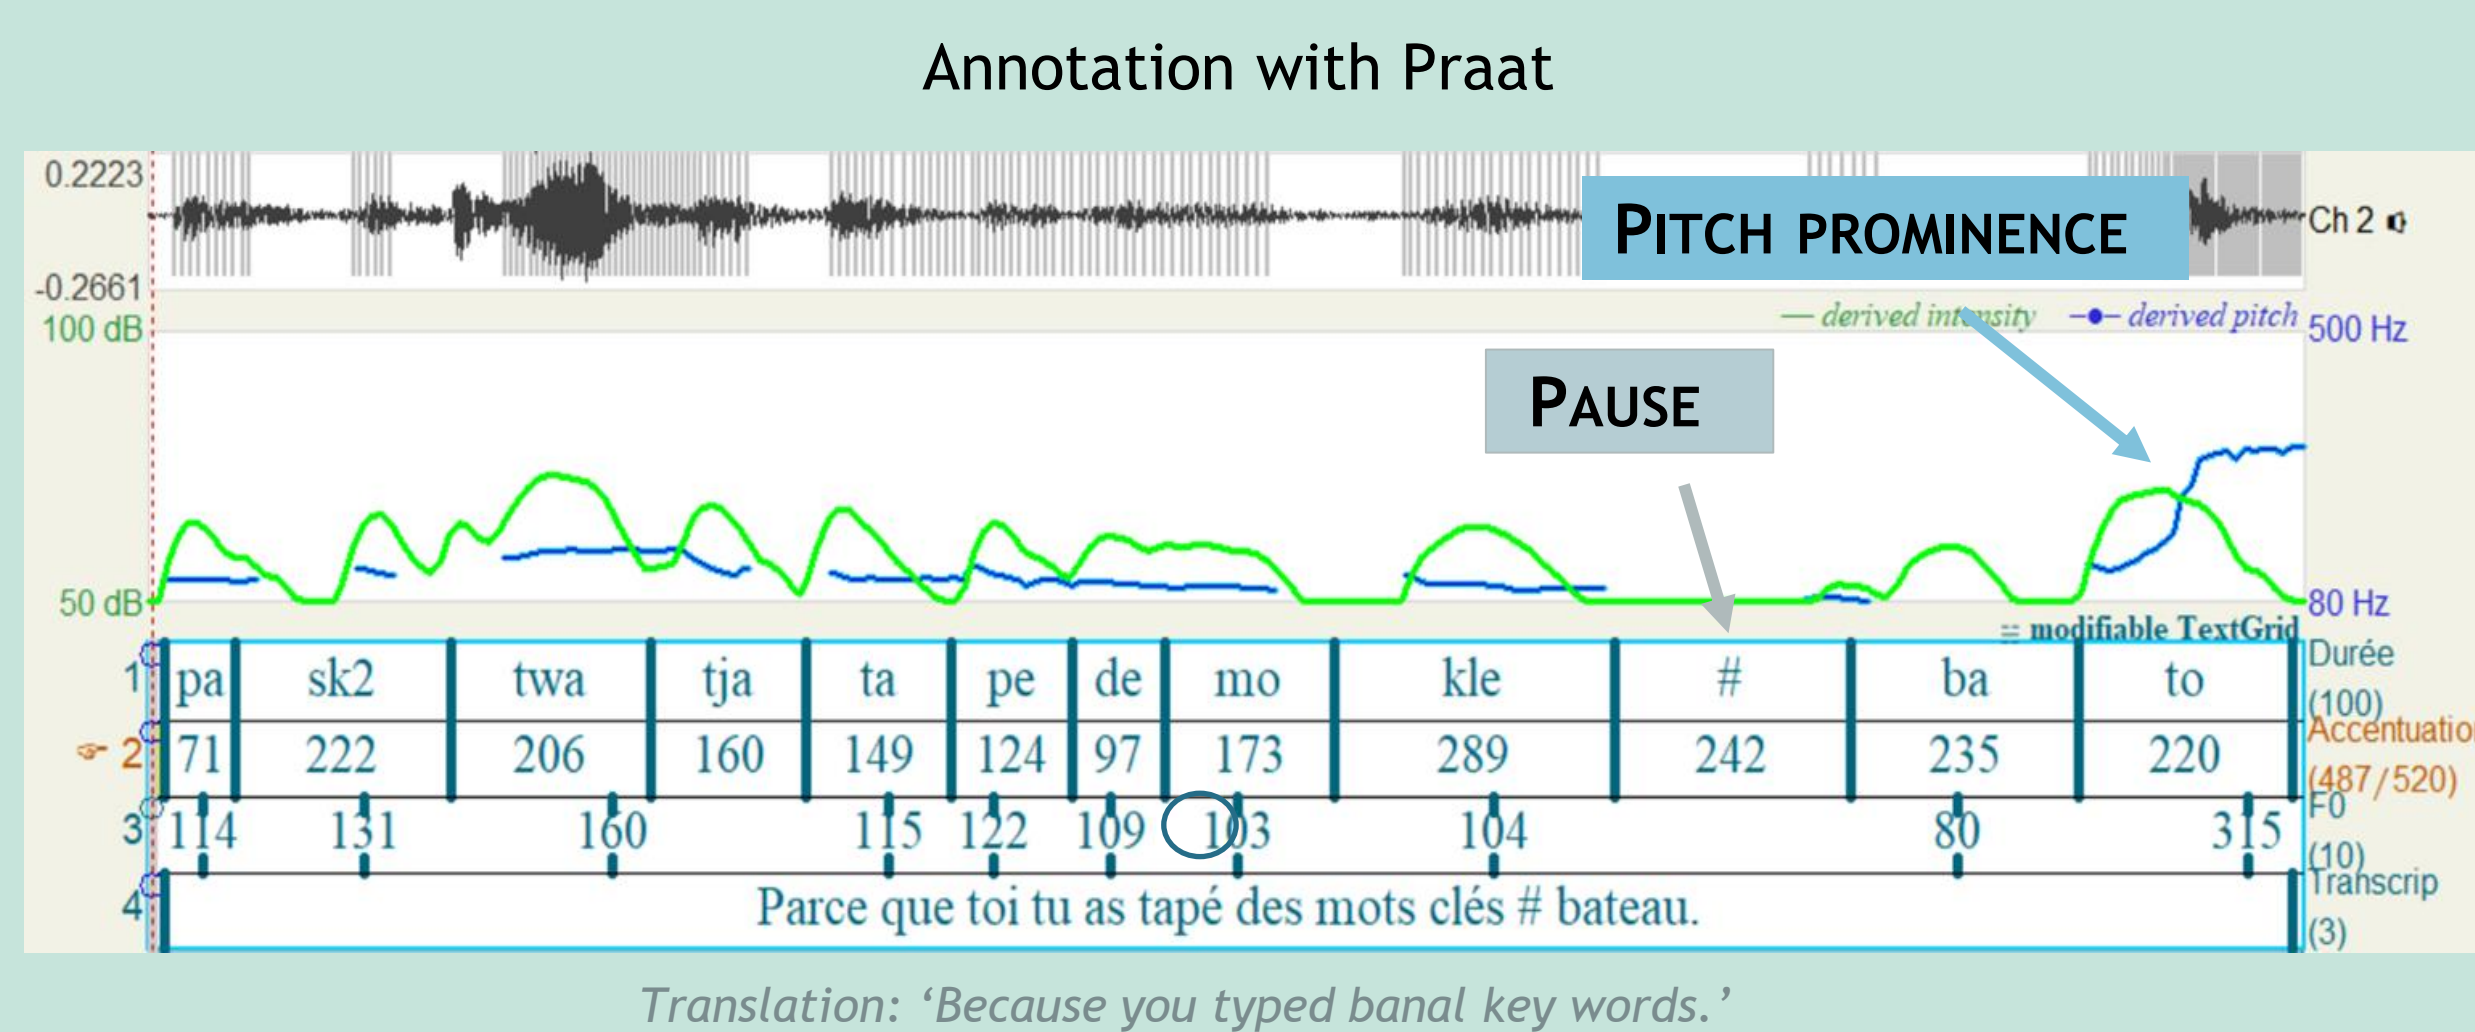 Annotation with Praat
0.2223
-0.2661
Ch 2
PITCH PROMINENCE
100 dB
derived intensity derived pitch
500 Hz
PAUSE
50 dB
80 Hz
modifiable TextGrid
1 pa sk2 twa tja ta pe de mo kle # ba to Durée (100)
2 71 222 206 160 149 124 97 173 289 242 235 220 Accentuatio (487/520)
3 114 131 160 115 122 109 103 104 80 315 F0 (10)
4 Parce que toi tu as tapé des mots clés # bateau. Transcrip (3)
Translation: ‘Because you typed banal key words.’